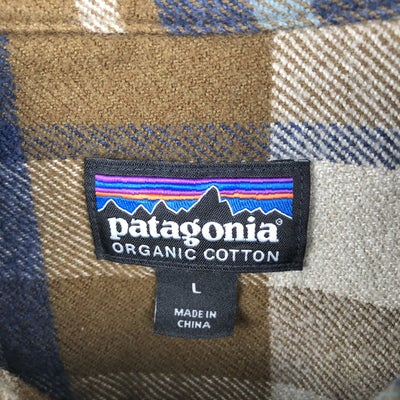 patagonia
ORGANIC COTTON
L
MADE IN
CHINA